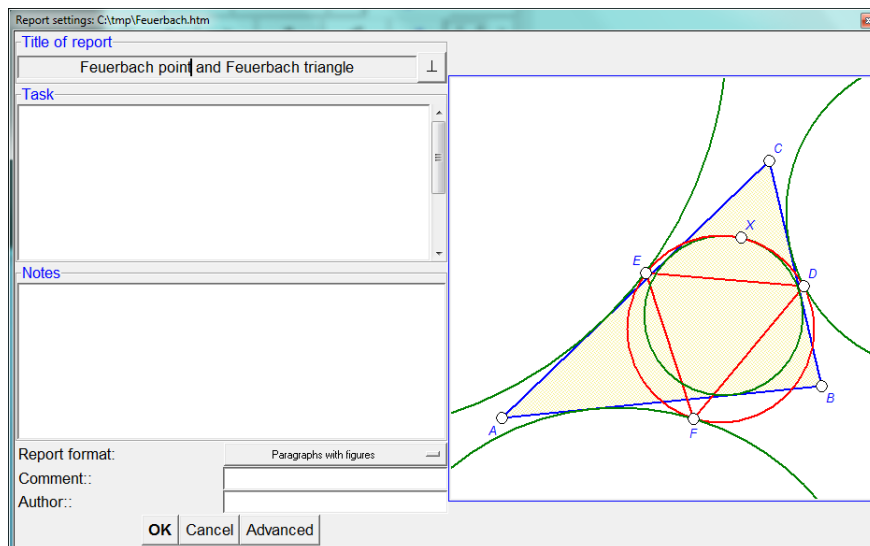 Report settings: C:\tmp\Feuerbach.htm
Title of report
Feuerbach point and Feuerbach triangle
Task
Notes
Report format:
Paragraphs with figures
Comment::
Author::
OK Cancel Advanced
C
X
E
D
B
A
F